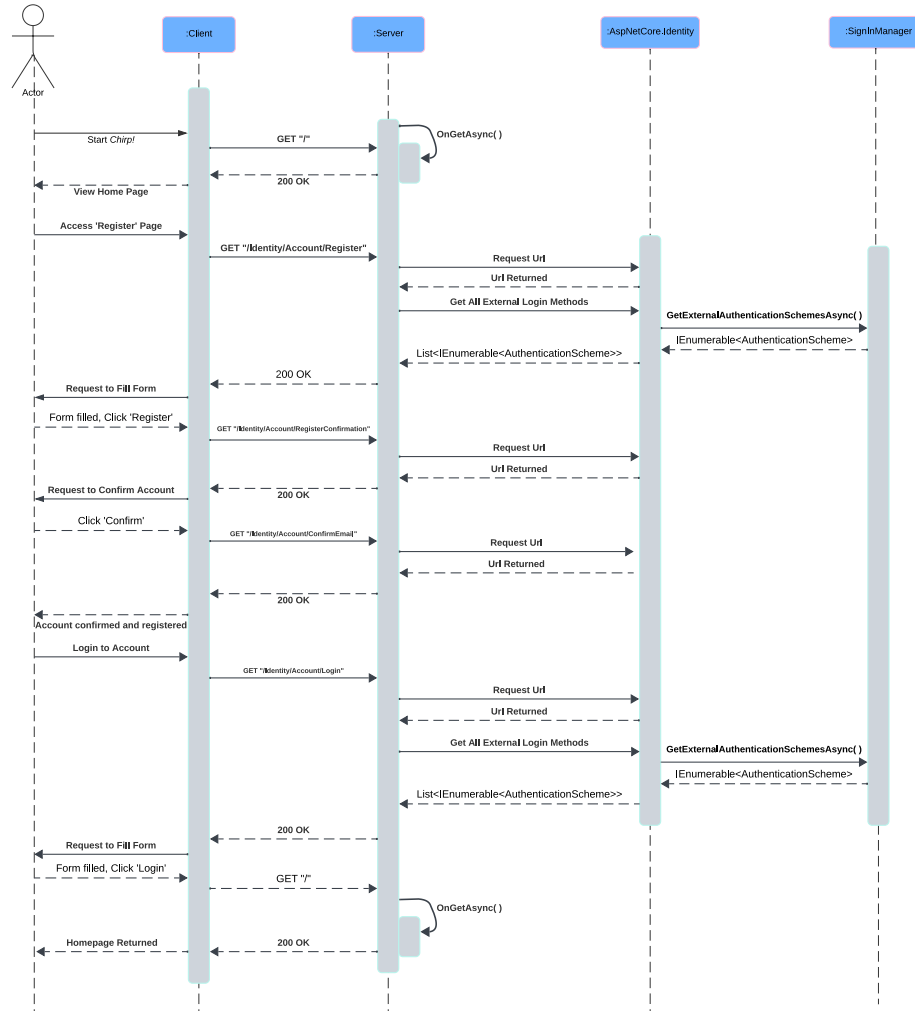 :Client
:Server
:AspNetCore.Identity
:SignInManager
Actor
Start Chirp!
GET "/"
OnGetAsync( )
200 OK
View Home Page
Access 'Register' Page
GET "/Identity/Account/Register"
Request Url
Url Returned
Get All External Login Methods
GetExternalAuthenticationSchemesAsync( )
IEnumerable<AuthenticationScheme>
List<IEnumerable<AuthenticationScheme>>
200 OK
Request to Fill Form
Form filled, Click 'Register'
GET "/Identity/Account/RegisterConfirmation"
Request Url
Url Returned
200 OK
Request to Confirm Account
Click 'Confirm'
GET "/Identity/Account/ConfirmEmail"
Request Url
Url Returned
200 OK
Account confirmed and registered
Login to Account
GET "/Identity/Account/Login"
Request Url
Url Returned
Get All External Login Methods
GetExternalAuthenticationSchemesAsync( )
IEnumerable<AuthenticationScheme>
List<IEnumerable<AuthenticationScheme>>
200 OK
Request to Fill Form
Form filled, Click 'Login'
GET "/"
OnGetAsync( )
Homepage Returned
200 OK